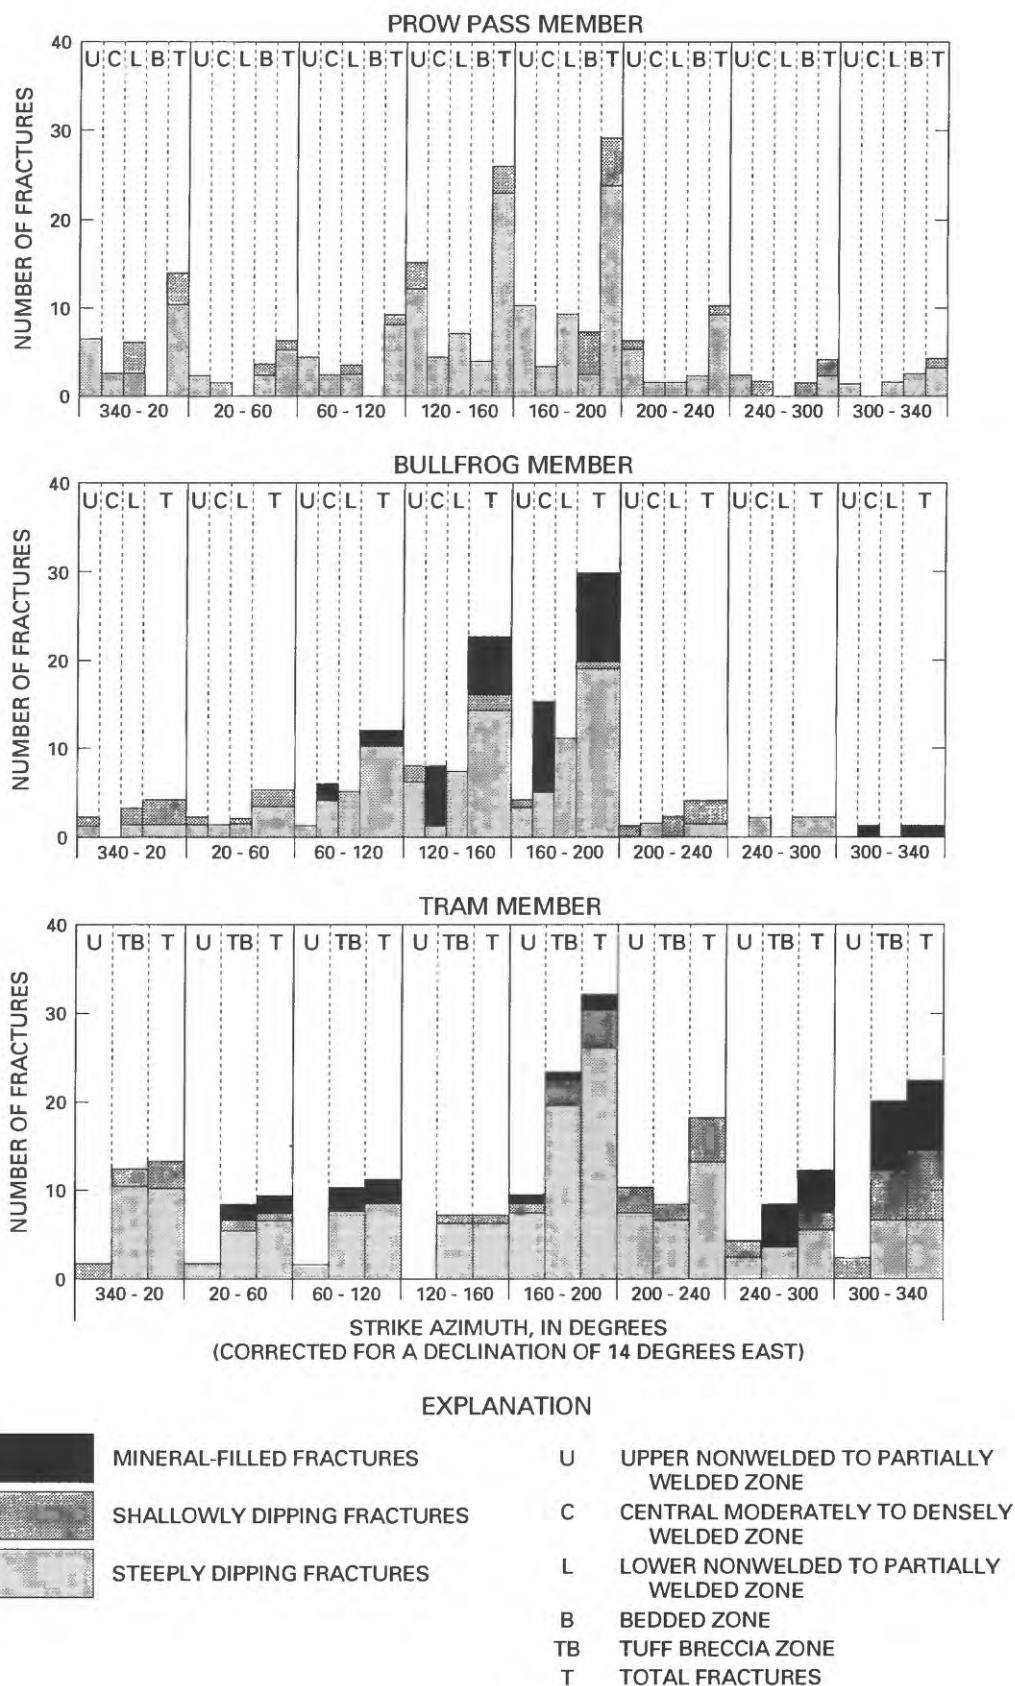 PROW PASS MEMBER
40
U C L B T U C L B T U C L B T U C L B T U C L B T U C L B T U C L B T U C L B T
30
20
10
0
NUMBER OF FRACTURES
340 - 20 20 - 60 60 - 120 120 - 160 160 - 200 200 - 240 240 - 300 300 - 340
BULLFROG MEMBER
40
U C L T U C L T U C L T U C L T U C L T U C L T U C L T U C L T
30
20
10
0
NUMBER OF FRACTURES
340 - 20 20 - 60 60 - 120 120 - 160 160 - 200 200 - 240 240 - 300 300 - 340
TRAM MEMBER
40
U TB T U TB T U TB T U TB T U TB T U TB T U TB T U TB T
30
20
10
0
NUMBER OF FRACTURES
340 - 20 20 - 60 60 - 120 120 - 160 160 - 200 200 - 240 240 - 300 300 - 340
STRIKE AZIMUTH, IN DEGREES
(CORRECTED FOR A DECLINATION OF 14 DEGREES EAST)
EXPLANATION
MINERAL-FILLED FRACTURES
SHALLOWLY DIPPING FRACTURES
STEEPLY DIPPING FRACTURES
U UPPER NONWELDED TO PARTIALLY
WELDED ZONE
C CENTRAL MODERATELY TO DENSELY
WELDED ZONE
L LOWER NONWELDED TO PARTIALLY
WELDED ZONE
B BEDDED ZONE
TB TUFF BRECCIA ZONE
T TOTAL FRACTURES